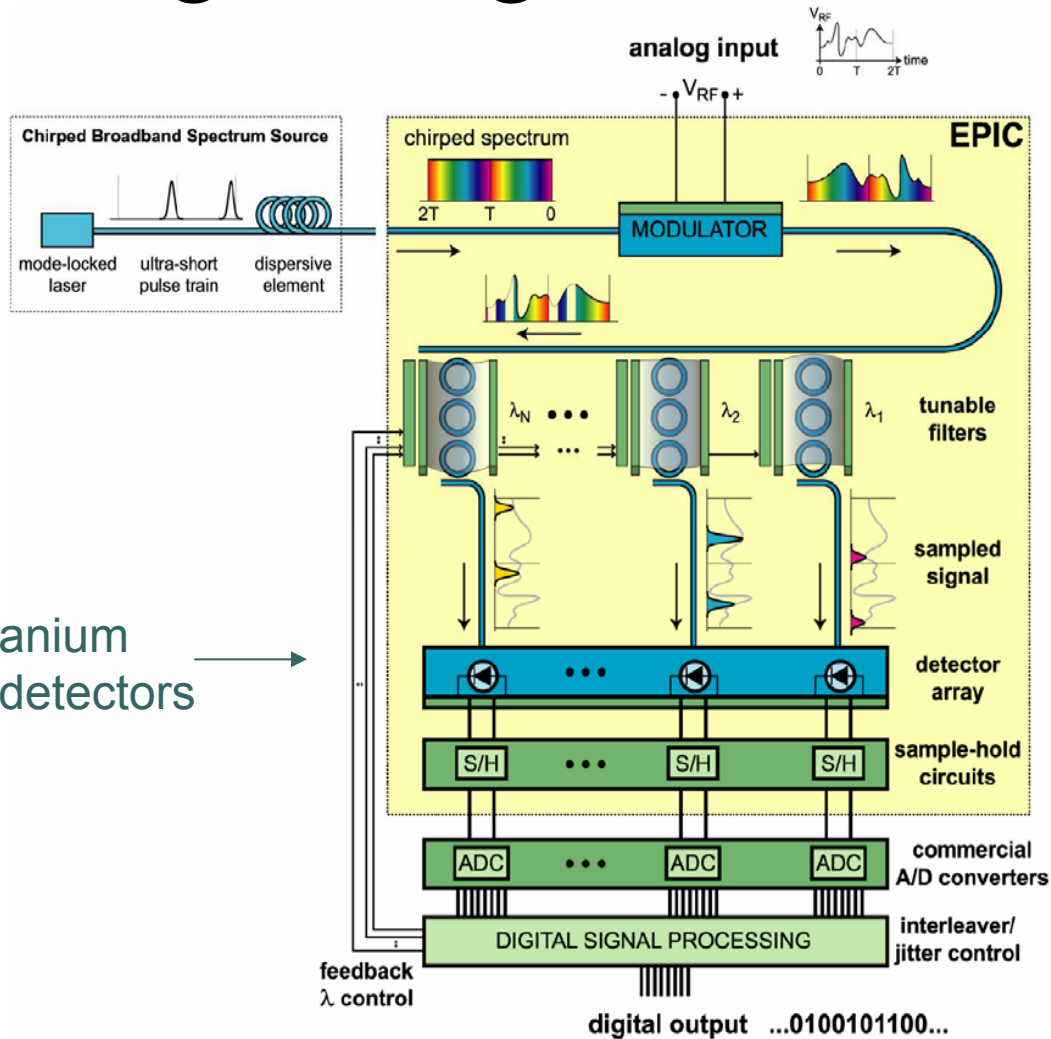 V_RF
time
0 T 2T
analog input
- V_RF +
Chirped Broadband Spectrum Source
mode-locked
laser
ultra-short
pulse train
dispersive
element
EPIC
chirped spectrum
2T T 0
MODULATOR
λN ••• λ2 λ1
tunable
filters
sampled
signal
anium
detectors
••• 
detector
array
S/H ••• S/H S/H
sample-hold
circuits
ADC ••• ADC ADC
commercial
A/D converters
DIGITAL SIGNAL PROCESSING
interleaver/
jitter control
feedback
λ control
digital output ...0100101100...